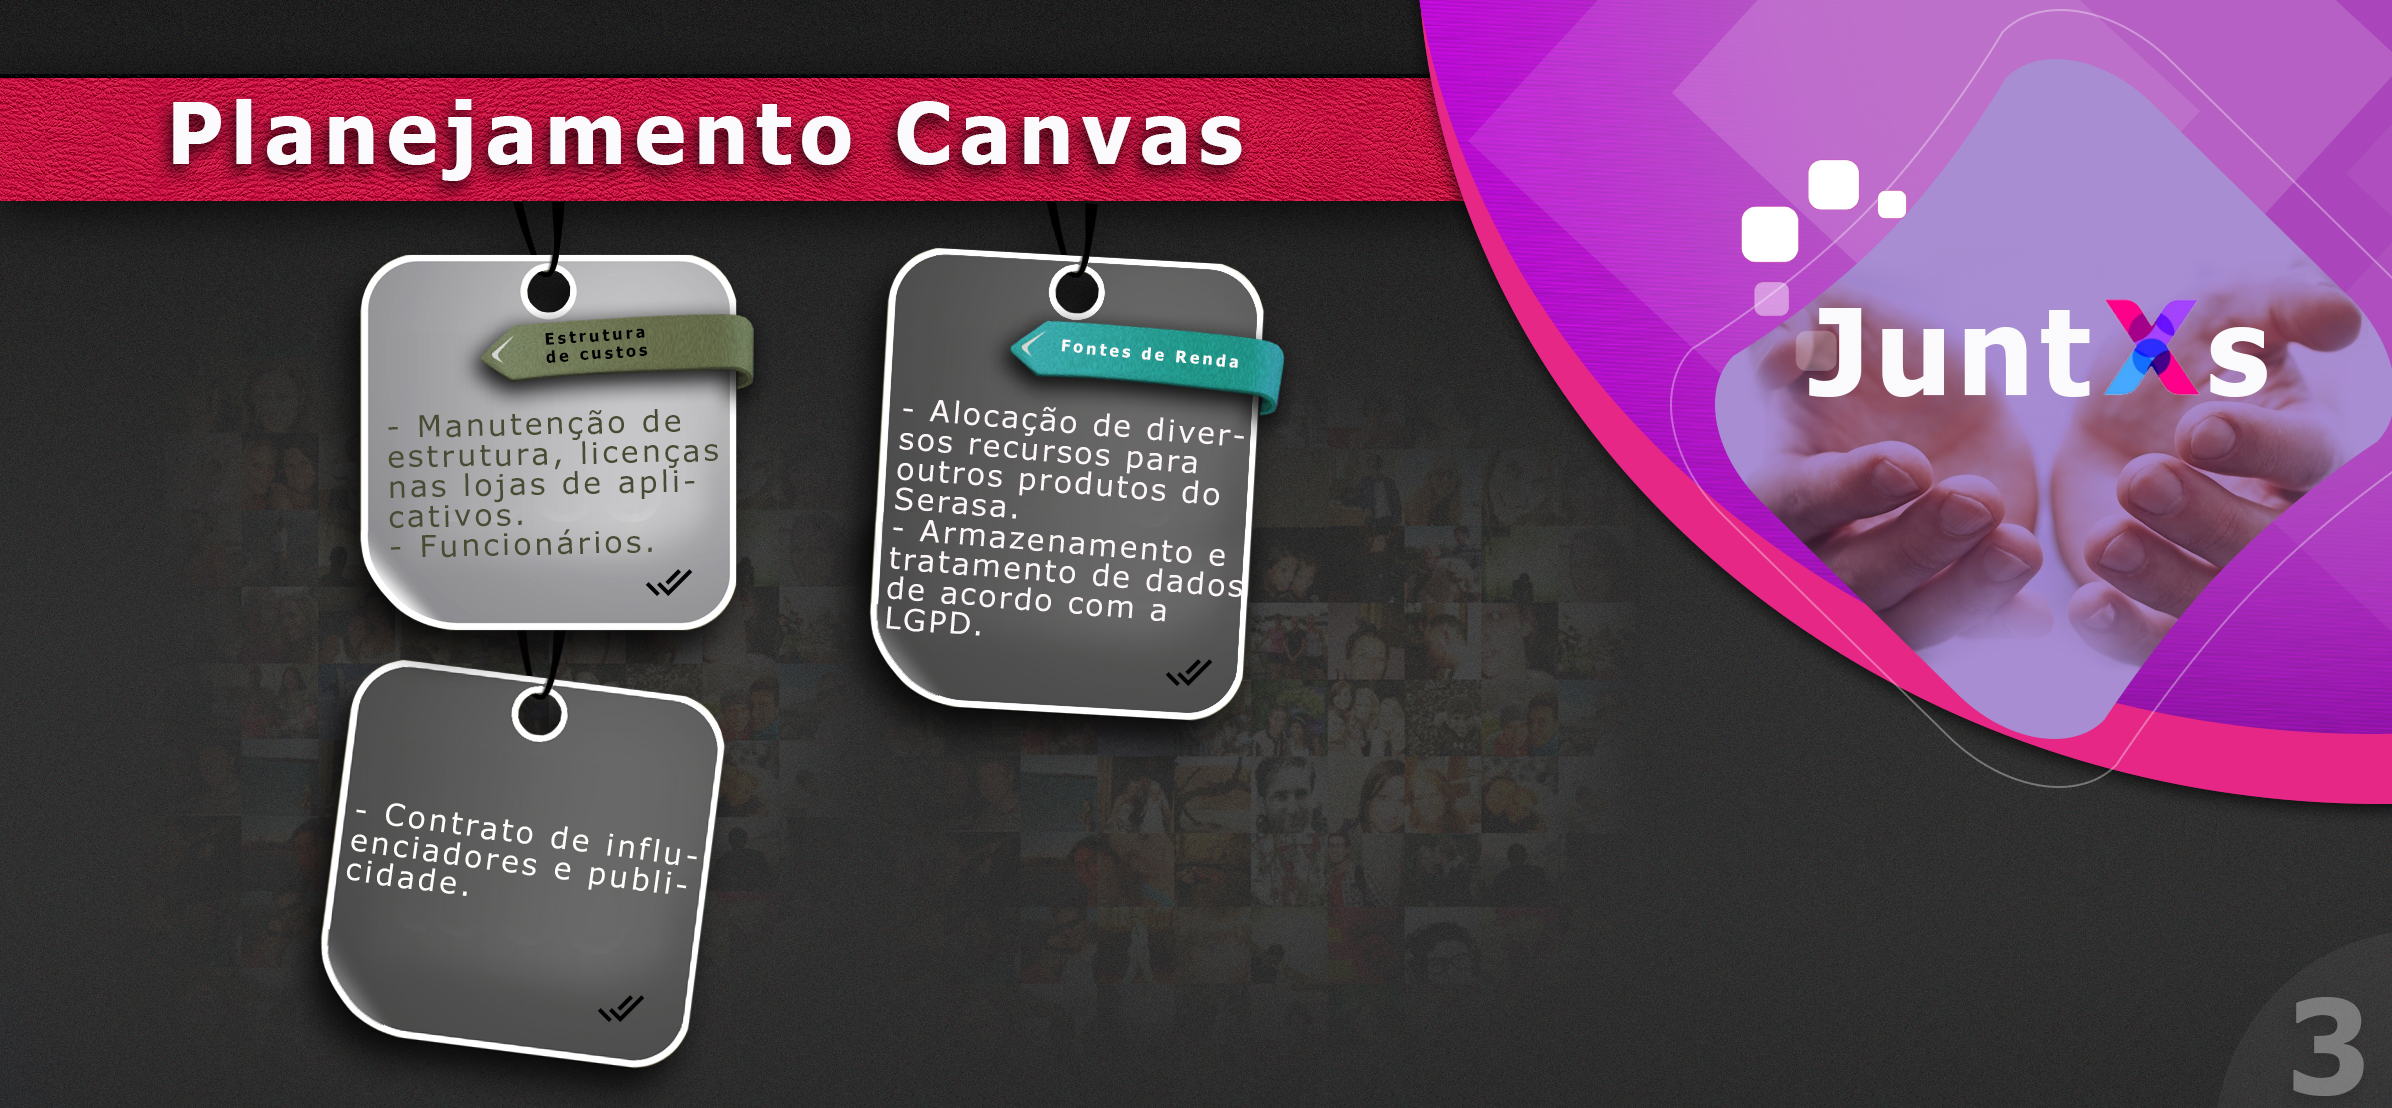 Planejamento Canvas
Estrutura
de custos
- Manutenção de
estrutura, licenças
nas lojas de apli-
cativos.
- Funcionários.
- Contrato de influ-
enciadores e publi-
cidade.
Fontes de Renda
- Alocação de diver-
sos recursos para
outros produtos do
Serasa.
- Armazenamento e
tratamento de dados
de acordo com a
LGPD.
JuntXs
3